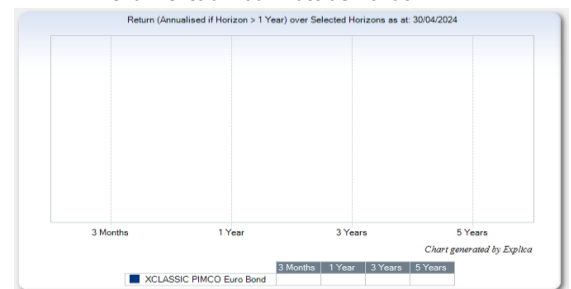 Return (Annualised if Horizon > 1 Year) over Selected Horizons as at: 30/04/2024
3 Months 1 Year 3 Years 5 Years
Chart generated by Explica
3 Months 1 Year 3 Years 5 Years
XCLASSIC PIMCO Euro Bond